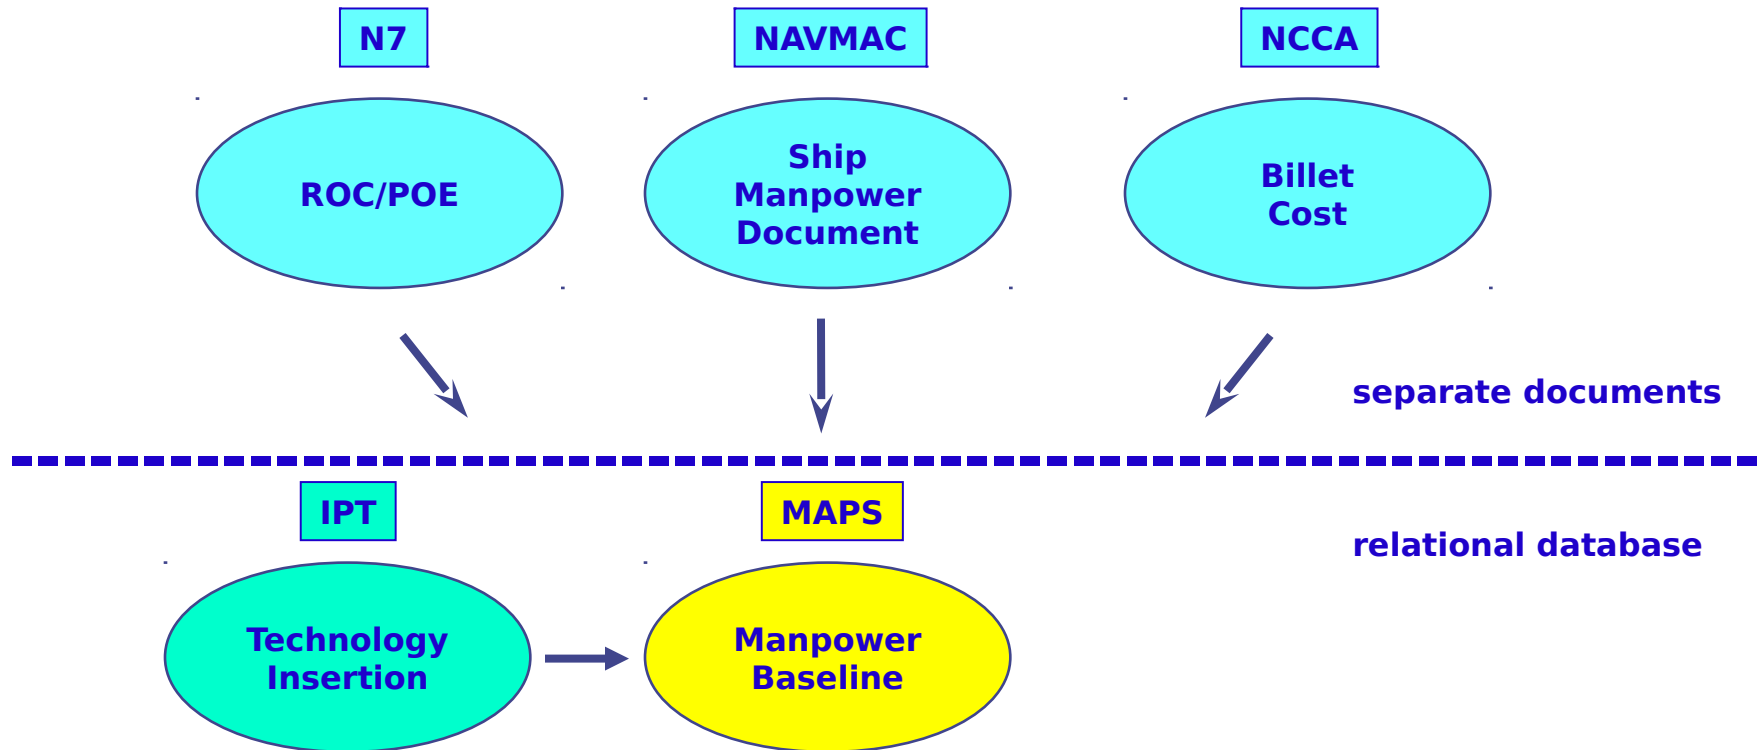 N7
NAVMAC
NCCA
ROC/POE
Ship
Manpower
Document
Billet
Cost
separate documents
IPT
MAPS
relational database
Technology
Insertion
Manpower
Baseline